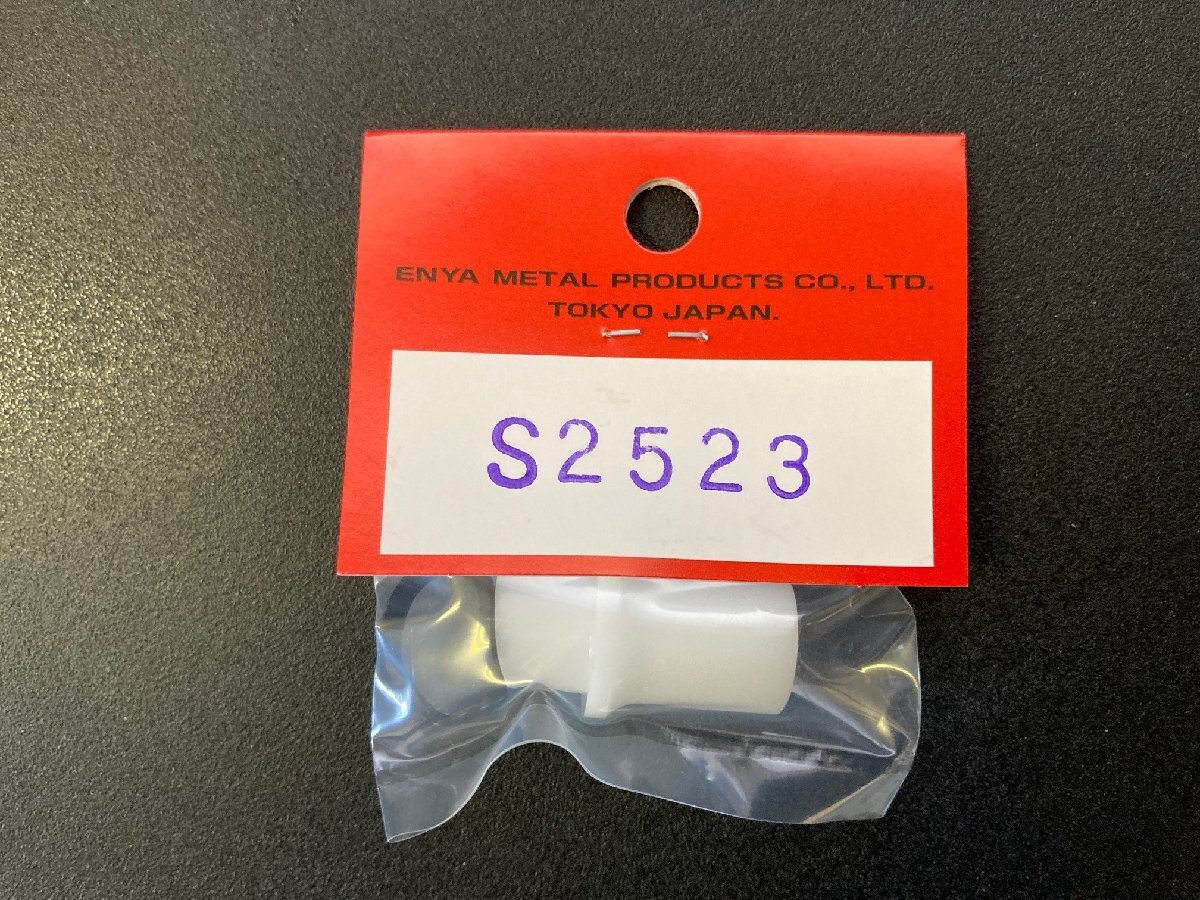 ENYA METAL PRODUCTS CO., LTD.
TOKYO JAPAN.
S2523